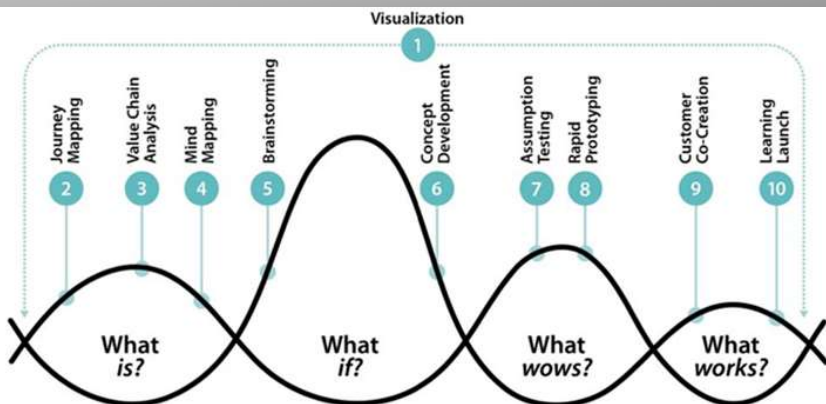 Visualization
1
Journey
Mapping
2
Value Chain
Analysis
3
Mind
Mapping
4
Brainstorming
5
Concept
Development
6
Assumption
Testing
7
Rapid
Prototyping
8
Customer
Co-Creation
9
Learning
Launch
10
What
is?
What
if?
What
wows?
What
works?